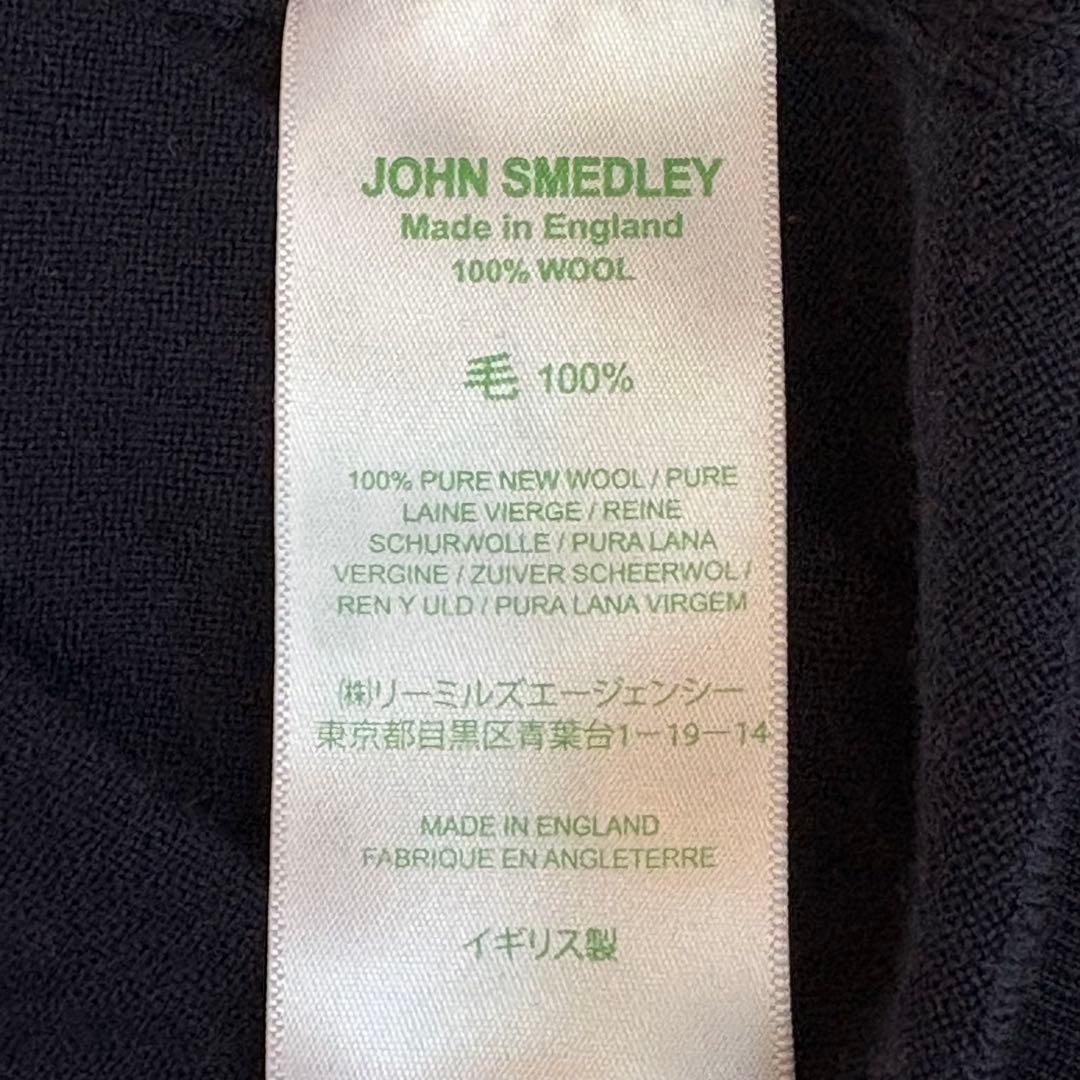 JOHN SMEDLEY
Made in England
100% WOOL
毛 100%
100% PURE NEW WOOL / PURE
LAINE VIERGE / REINE
SCHURWOLLE / PURA LANA
VERGINE / ZUIVER SCHEERWOL /
REN Y ULD / PURA LANA VIRGEM
㈱リーミルズエージェンシー
東京都目黒区青葉台1-19-14
MADE IN ENGLAND
FABRIQUE EN ANGLETERRE
イギリス製